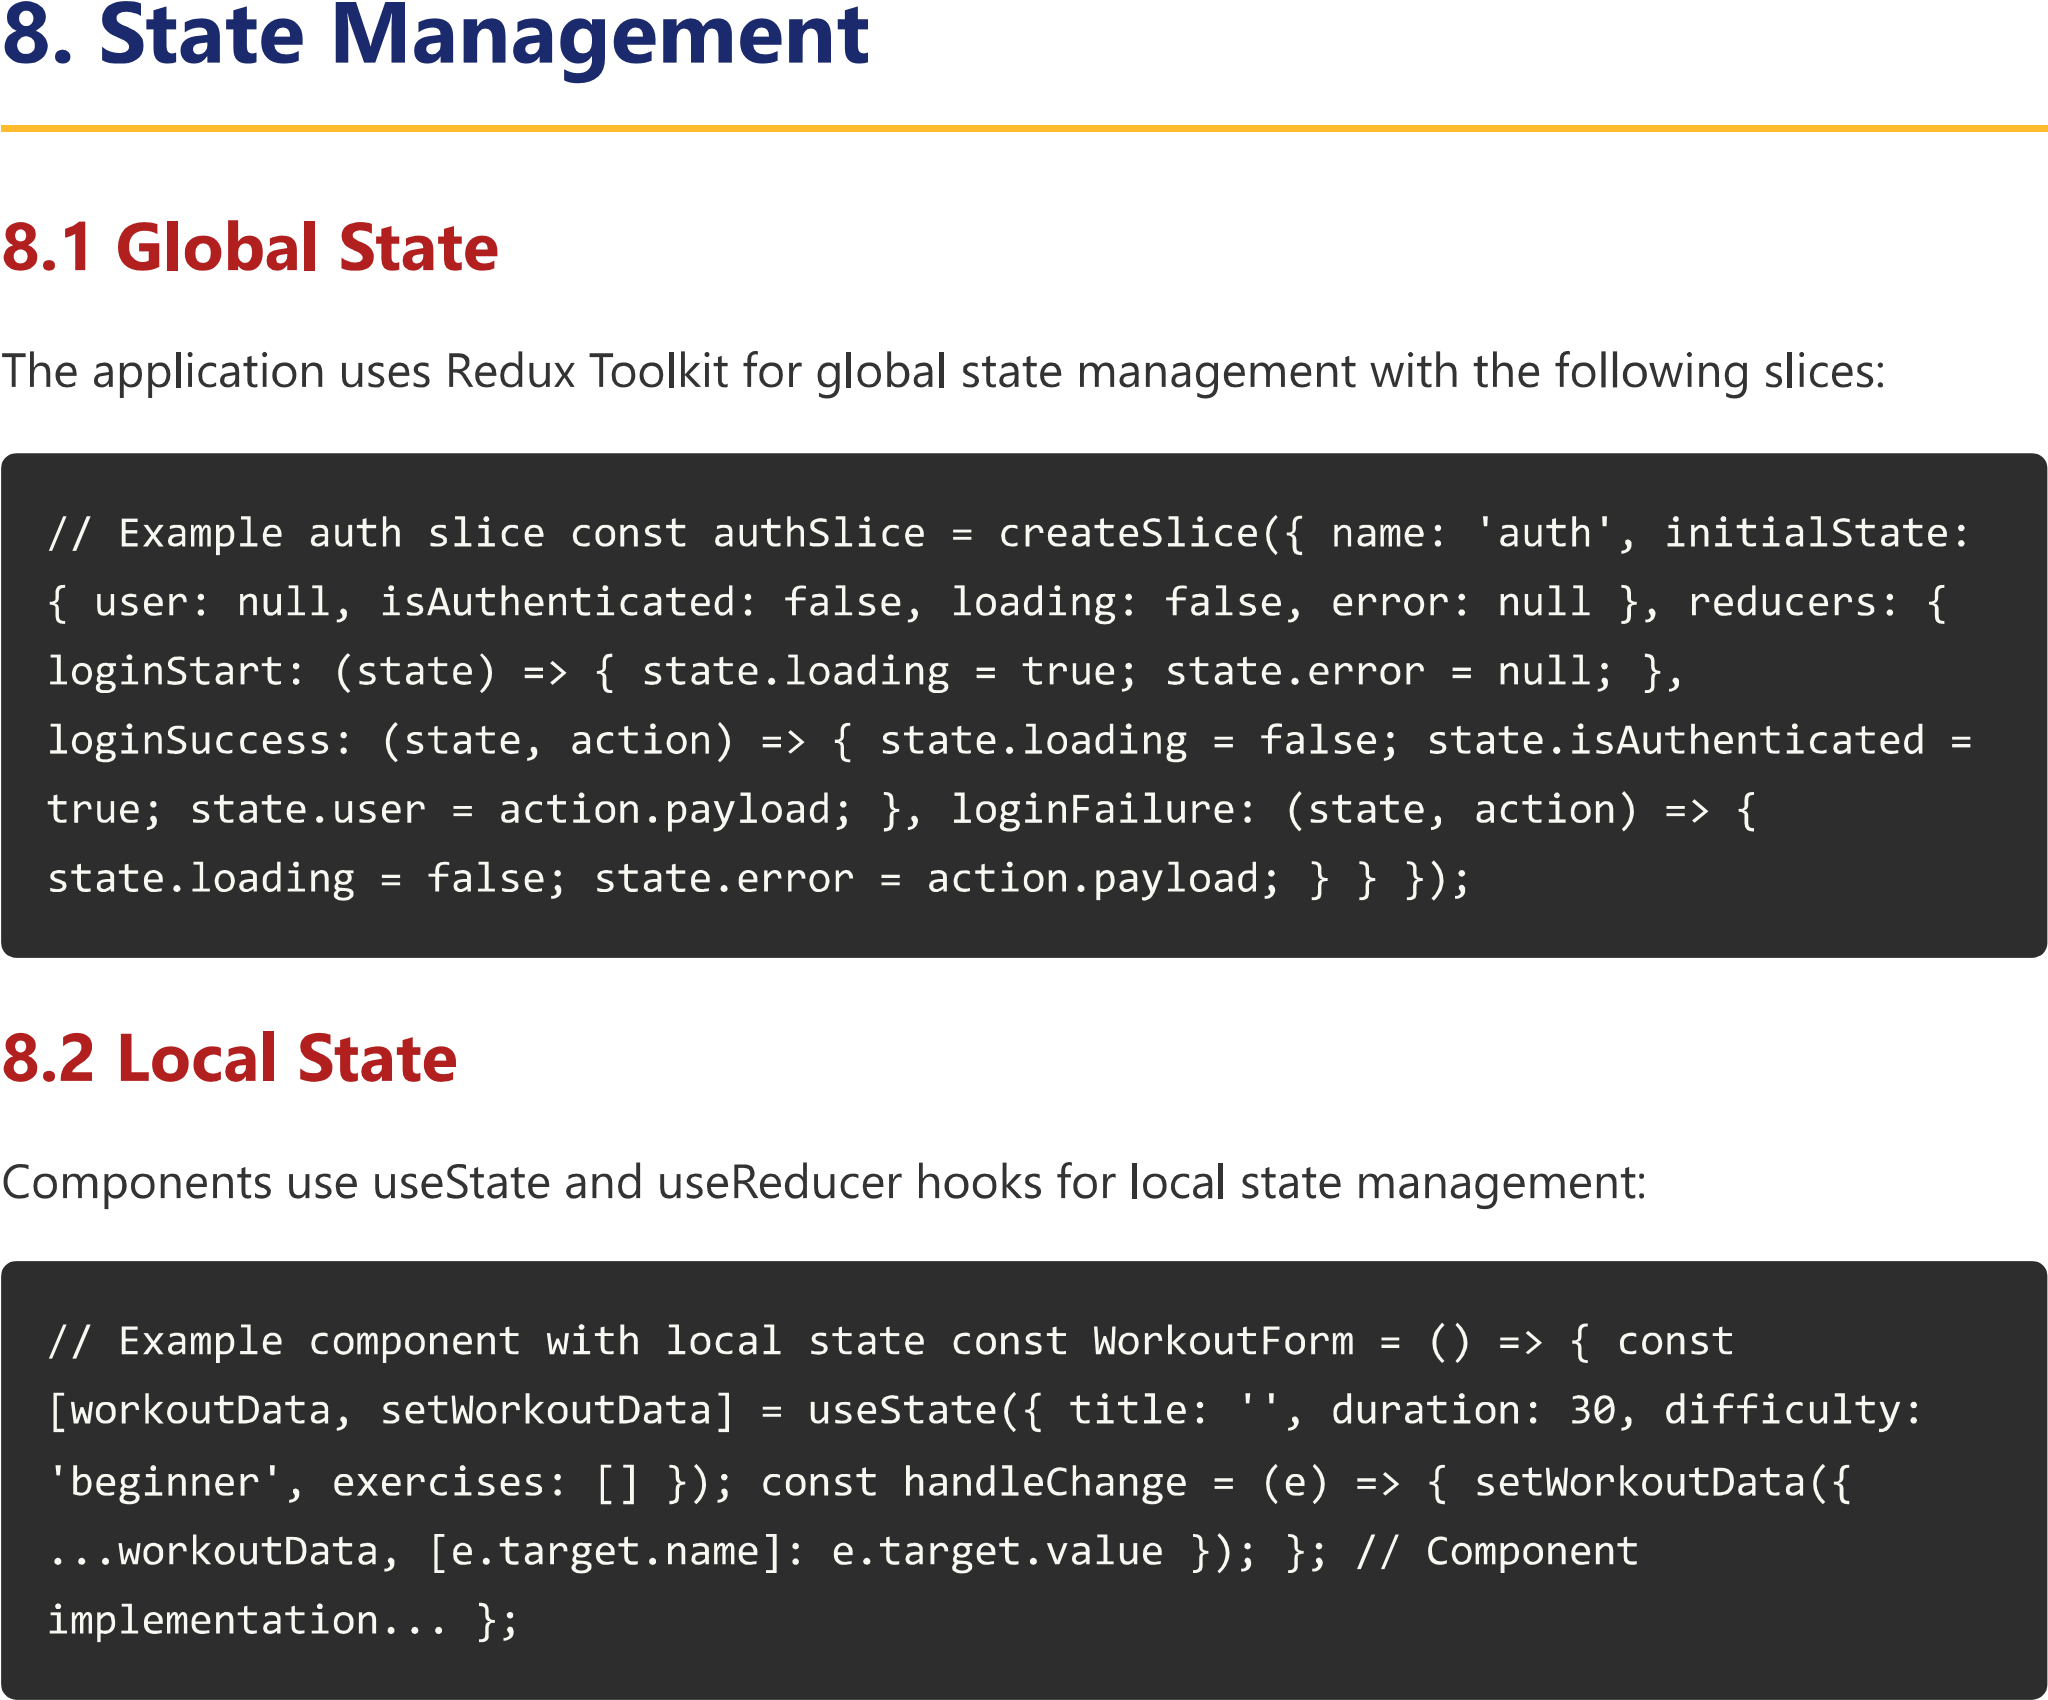 8. State Management
8.1 Global State
The application uses Redux Toolkit for global state management with the following slices:
// Example auth slice const authSlice = createSlice({ name: 'auth', initialState:
{ user: null, isAuthenticated: false, loading: false, error: null }, reducers: {
loginStart: (state) => { state.loading = true; state.error = null; },
loginSuccess: (state, action) => { state.loading = false; state.isAuthenticated =
true; state.user = action.payload; }, loginFailure: (state, action) => {
state.loading = false; state.error = action.payload; } } });
8.2 Local State
Components use useState and useReducer hooks for local state management:
// Example component with local state const WorkoutForm = () => { const
[workoutData, setWorkoutData] = useState({ title: '', duration: 30, difficulty:
'beginner', exercises: [] }); const handleChange = (e) => { setWorkoutData({
...workoutData, [e.target.name]: e.target.value }); }; // Component
implementation... };